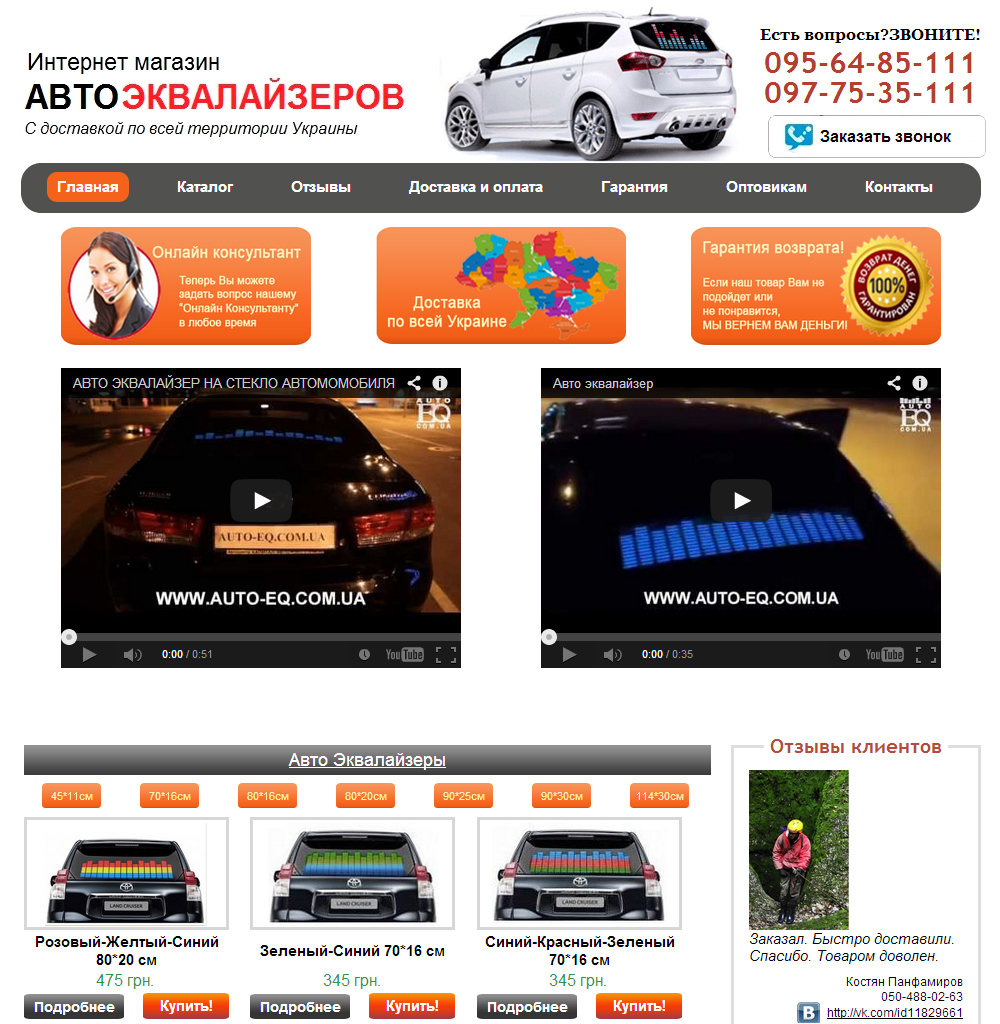 Интернет магазин
АВТОЭКВАЛАЙЗЕРОВ
С доставкой по всей территории Украины
Есть вопросы?ЗВОНИТЕ!
095-64-85-111
097-75-35-111
Заказать звонок
Главная Каталог Отзывы Доставка и оплата Гарантия Оптовикам Контакты
Онлайн консультант
Теперь Вы можете
задать вопрос нашему
"Онлайн Консультанту"
в любое время
Доставка
по всей Украине
Гарантия возврата!
Если наш товар Вам не
подойдет или
не понравится,
МЫ ВЕРНЕМ ВАМ ДЕНЬГИ!
ВОЗВРАТ ДЕНЕГ
100%
ГАРАНТИРОВАН
АВТО ЭКВАЛАЙЗЕР НА СТЕКЛО АВТОМОМОБИЛЯ
AUTO
EQ
COM.UA
AUTO-EQ.COM.UA
WWW.AUTO-EQ.COM.UA
0:00 / 0:51
YouTube
Авто эквалайзер
AUTO
EQ
COM.UA
WWW.AUTO-EQ.COM.UA
0:00 / 0:35
YouTube
Авто Эквалайзеры
45*11см 70*16см 80*16см 80*20см 90*25см 90*30см 114*30см
LAND CRUISER
LAND CRUISER
LAND CRUISER
Розовый-Желтый-Синий
80*20 см
475 грн.
Подробнее Купить!
Зеленый-Синий 70*16 см
345 грн.
Подробнее Купить!
Синий-Красный-Зеленый
70*16 см
345 грн.
Подробнее Купить!
Отзывы клиентов
Заказал. Быстро доставили.
Спасибо. Товаром доволен.
Костян Панфамиров
050-488-02-63
B http://vk.com/id11829661